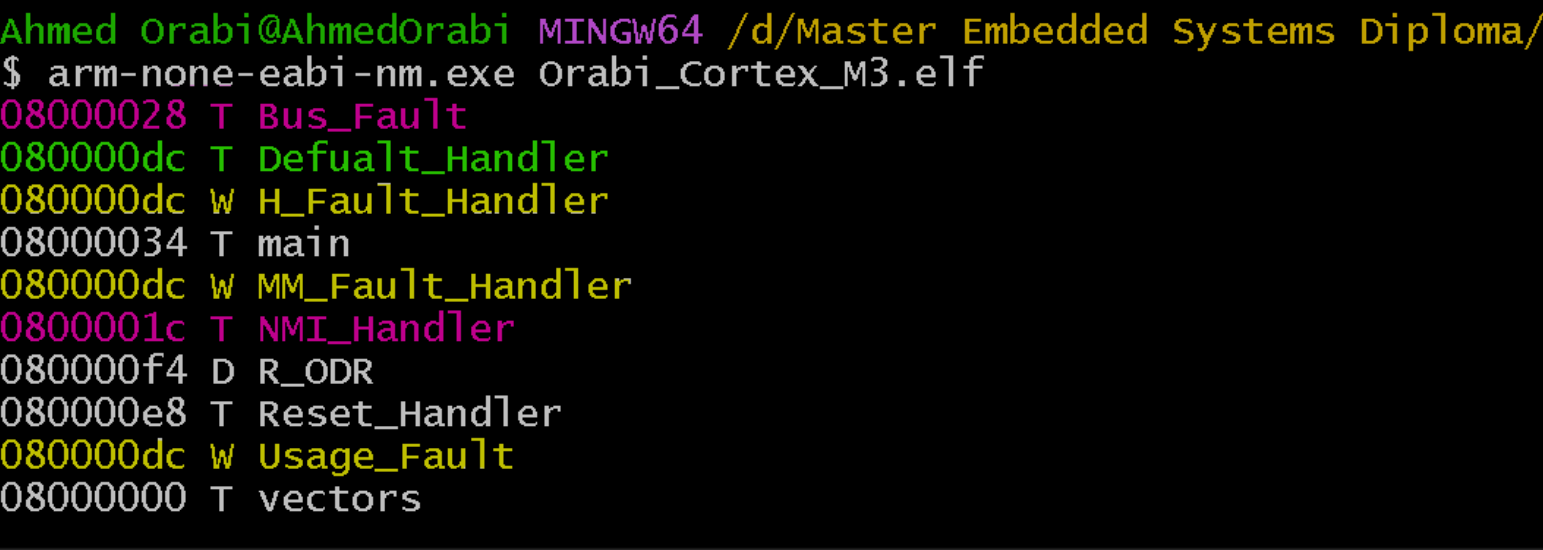 Ahmed Orabi@AhmedOrabi MINGW64 /d/Master Embedded Systems Diploma/
$ arm-none-eabi-nm.exe Orabi_Cortex_M3.elf
08000028 T Bus_Fault
080000dc T Defualt_Handler
080000dc W H_Fault_Handler
08000034 T main
080000dc W MM_Fault_Handler
0800001c T NMI_Handler
080000f4 D R_ODR
080000e8 T Reset_Handler
080000dc W Usage_Fault
08000000 T vectors